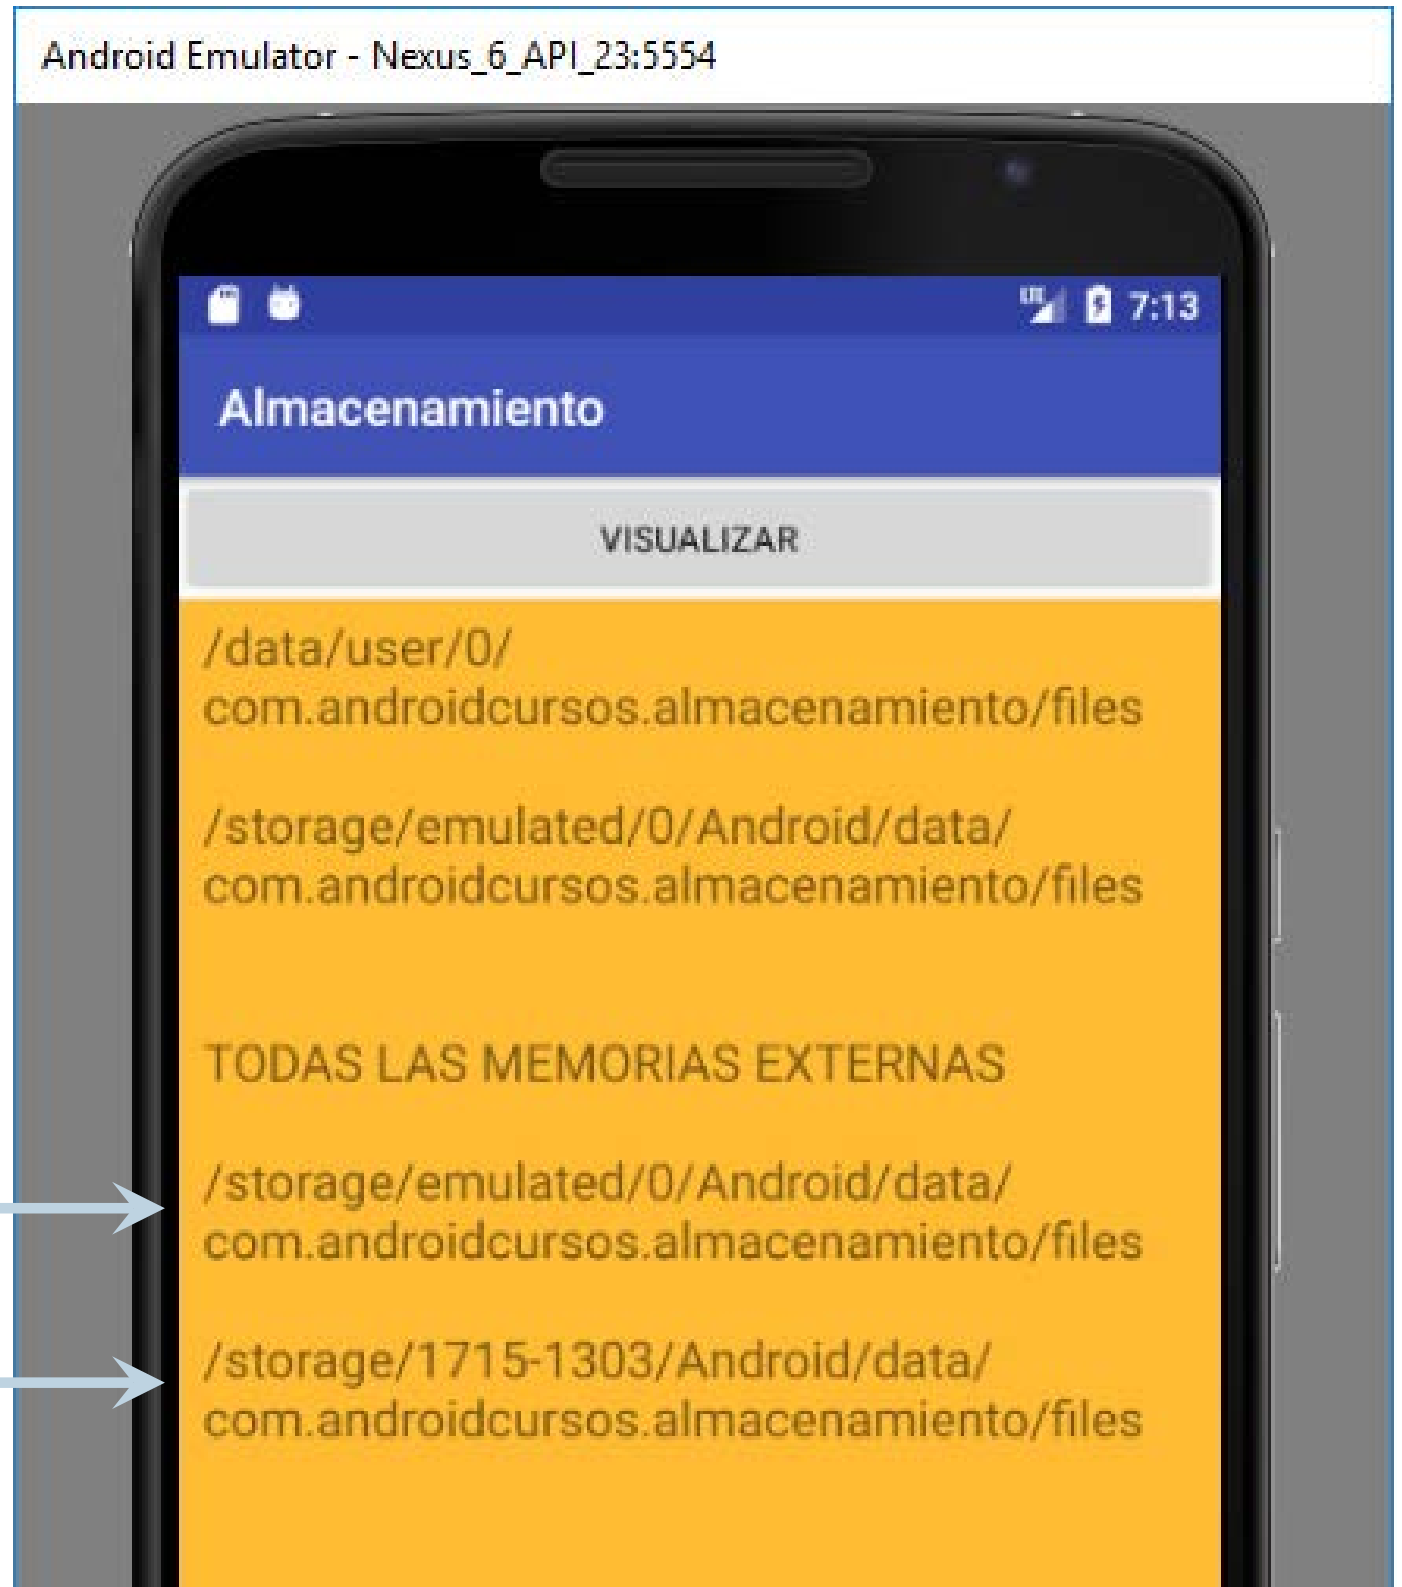 Android Emulator - Nexus_6_API_23:5554
LTE 7:13
Almacenamiento
VISUALIZAR
/data/user/0/
com.androidcursos.almacenamiento/files
/storage/emulated/0/Android/data/
com.androidcursos.almacenamiento/files
TODAS LAS MEMORIAS EXTERNAS
/storage/emulated/0/Android/data/
com.androidcursos.almacenamiento/files
/storage/1715-1303/Android/data/
com.androidcursos.almacenamiento/files